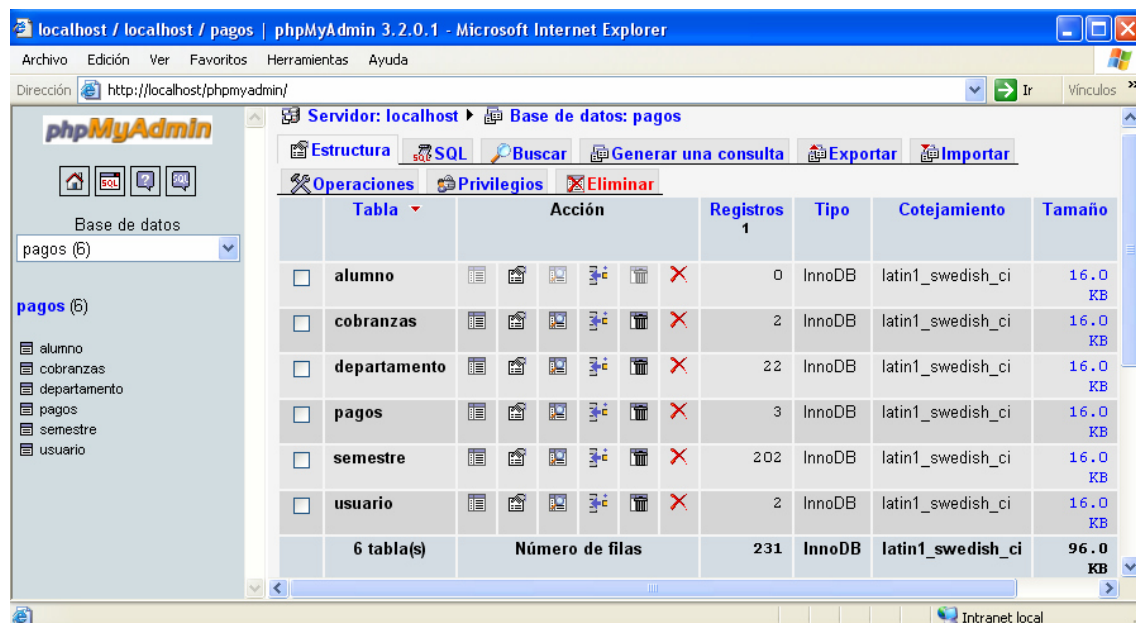 localhost / localhost / pagos | phpMyAdmin 3.2.0.1 - Microsoft Internet Explorer
Archivo Edición Ver Favoritos Herramientas Ayuda
Dirección http://localhost/phpmyadmin/ Ir Vínculos »
phpMyAdmin
SQL
SQL
Base de datos
pagos (6)
pagos (6)
alumno
cobranzas
departamento
pagos
semestre
usuario
Servidor: localhost Base de datos: pagos
Estructura SQL Buscar Generar una consulta Exportar Importar
Operaciones Privilegios Eliminar
Tabla Acción Registros 1 Tipo Cotejamiento Tamaño
alumno 0 InnoDB latin1_swedish_ci 16.0 KB
cobranzas 2 InnoDB latin1_swedish_ci 16.0 KB
departamento 22 InnoDB latin1_swedish_ci 16.0 KB
pagos 3 InnoDB latin1_swedish_ci 16.0 KB
semestre 202 InnoDB latin1_swedish_ci 16.0 KB
usuario 2 InnoDB latin1_swedish_ci 16.0 KB
6 tabla(s) Número de filas 231 InnoDB latin1_swedish_ci 96.0 KB
Intranet local